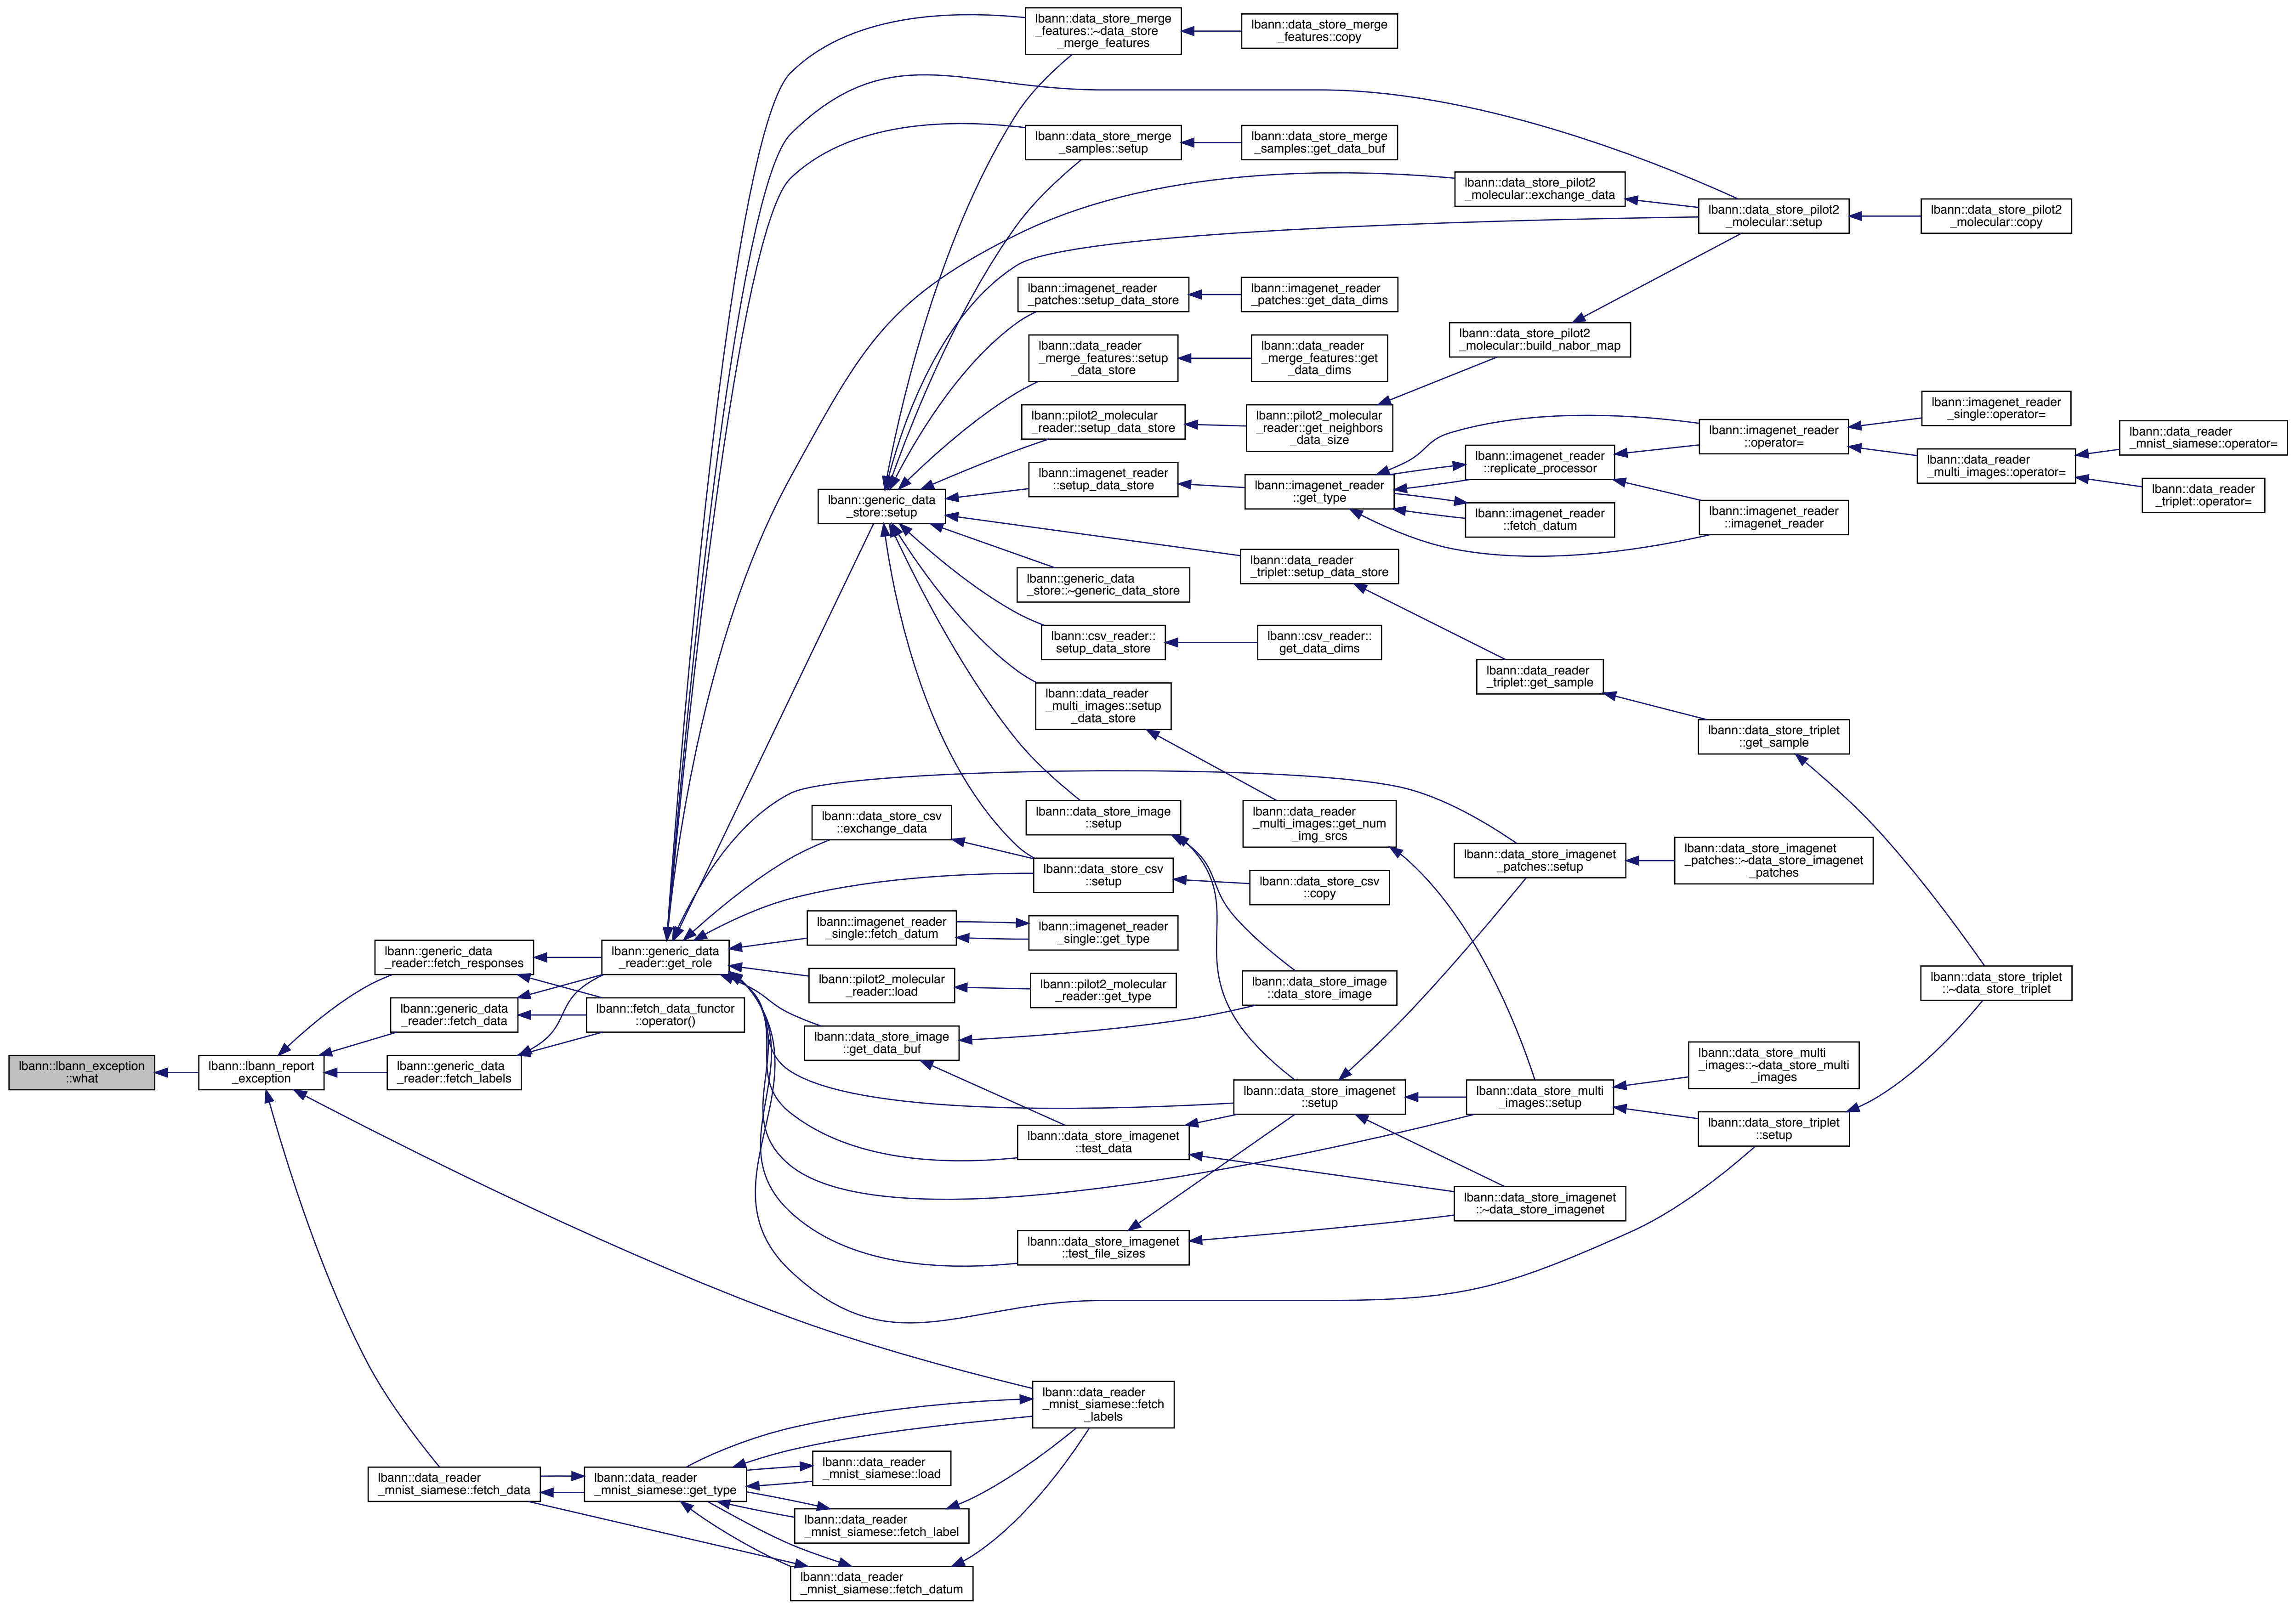 lbann::data_store_merge
_features::~data_store
_merge_features
lbann::data_store_merge
_features::copy
lbann::data_store_merge
_samples::setup
lbann::data_store_merge
_samples::get_data_buf
lbann::data_store_pilot2
_molecular::exchange_data
lbann::data_store_pilot2
_molecular::setup
lbann::data_store_pilot2
_molecular::copy
lbann::imagenet_reader
_patches::setup_data_store
lbann::imagenet_reader
_patches::get_data_dims
lbann::data_store_pilot2
_molecular::build_nabor_map
lbann::data_reader
_merge_features::setup
_data_store
lbann::data_reader
_merge_features::get
_data_dims
lbann::pilot2_molecular
_reader::setup_data_store
lbann::pilot2_molecular
_reader::get_neighbors
_data_size
lbann::imagenet_reader
::operator=
lbann::imagenet_reader
_single::operator=
lbann::data_reader
_multi_images::operator=
lbann::data_reader
_mnist_siamese::operator=
lbann::data_reader
_triplet::operator=
lbann::imagenet_reader
::setup_data_store
lbann::imagenet_reader
::get_type
lbann::imagenet_reader
::replicate_processor
lbann::imagenet_reader
::fetch_datum
lbann::imagenet_reader
::imagenet_reader
lbann::generic_data
_store::setup
lbann::data_reader
_triplet::setup_data_store
lbann::generic_data
_store::~generic_data_store
lbann::csv_reader::
setup_data_store
lbann::csv_reader::
get_data_dims
lbann::data_reader
_triplet::get_sample
lbann::data_reader
_multi_images::setup
_data_store
lbann::data_store_triplet
::get_sample
lbann::data_store_image
::setup
lbann::data_reader
_multi_images::get_num
_img_srcs
lbann::data_store_csv
::exchange_data
lbann::data_store_csv
::setup
lbann::data_store_csv
::copy
lbann::data_store_imagenet
_patches::setup
lbann::data_store_imagenet
_patches::~data_store_imagenet
_patches
lbann::imagenet_reader
_single::fetch_datum
lbann::imagenet_reader
_single::get_type
lbann::generic_data
_reader::fetch_responses
lbann::generic_data
_reader::get_role
lbann::pilot2_molecular
_reader::load
lbann::pilot2_molecular
_reader::get_type
lbann::data_store_image
::data_store_image
lbann::data_store_triplet
::~data_store_triplet
lbann::generic_data
_reader::fetch_data
lbann::fetch_data_functor
::operator()
lbann::data_store_image
::get_data_buf
lbann::lbann_exception
::what
lbann::lbann_report
_exception
lbann::generic_data
_reader::fetch_labels
lbann::data_store_imagenet
::setup
lbann::data_store_multi
_images::setup
lbann::data_store_multi
_images::~data_store_multi
_images
lbann::data_store_triplet
::setup
lbann::data_store_imagenet
::test_data
lbann::data_store_imagenet
::~data_store_imagenet
lbann::data_store_imagenet
::test_file_sizes
lbann::data_reader
_mnist_siamese::fetch
_labels
lbann::data_reader
_mnist_siamese::fetch_data
lbann::data_reader
_mnist_siamese::get_type
lbann::data_reader
_mnist_siamese::load
lbann::data_reader
_mnist_siamese::fetch_label
lbann::data_reader
_mnist_siamese::fetch_datum